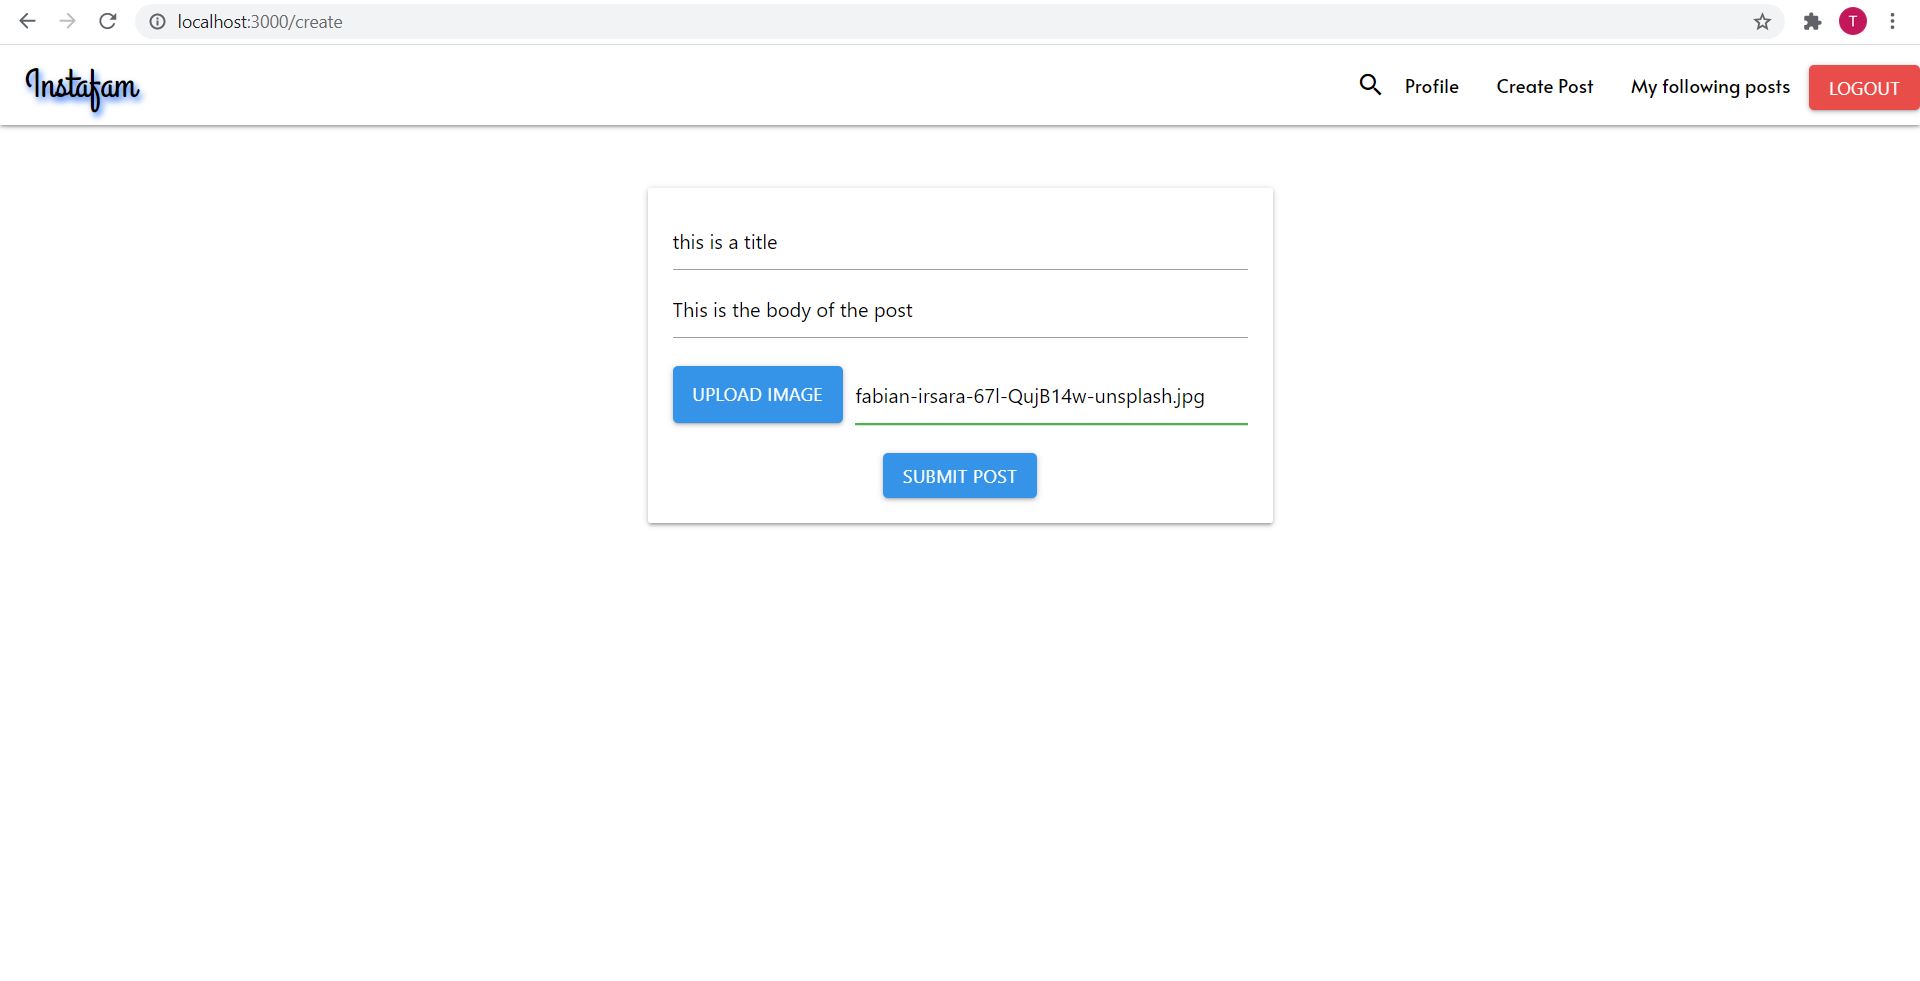 localhost:3000/create
T
Instafam
Profile
Create Post
My following posts
LOGOUT
this is a title
This is the body of the post
UPLOAD IMAGE
fabian-irsara-67l-QujB14w-unsplash.jpg
SUBMIT POST